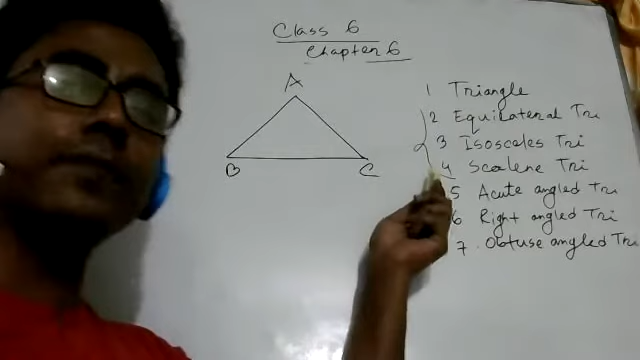 Class 6
Chapter 6
A
B
C
1 Triangle
2 Equilateral Tri
3 Isosceles Tri
4 Scalene Tri
5 Acute angled Tri
6 Right angled Tri
7. Obtuse angled Tri